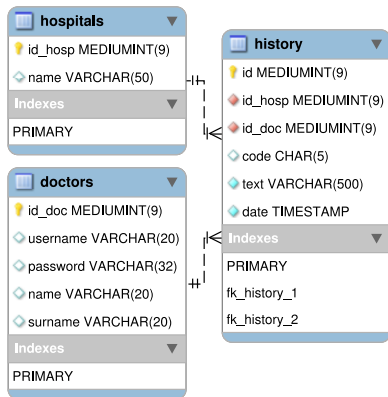 hospitals
id_hosp MEDIUMINT(9)
name VARCHAR(50)
Indexes
PRIMARY
doctors
id_doc MEDIUMINT(9)
username VARCHAR(20)
password VARCHAR(32)
name VARCHAR(20)
surname VARCHAR(20)
Indexes
PRIMARY
history
id MEDIUMINT(9)
id_hosp MEDIUMINT(9)
id_doc MEDIUMINT(9)
code CHAR(5)
text VARCHAR(500)
date TIMESTAMP
Indexes
PRIMARY
fk_history_1
fk_history_2